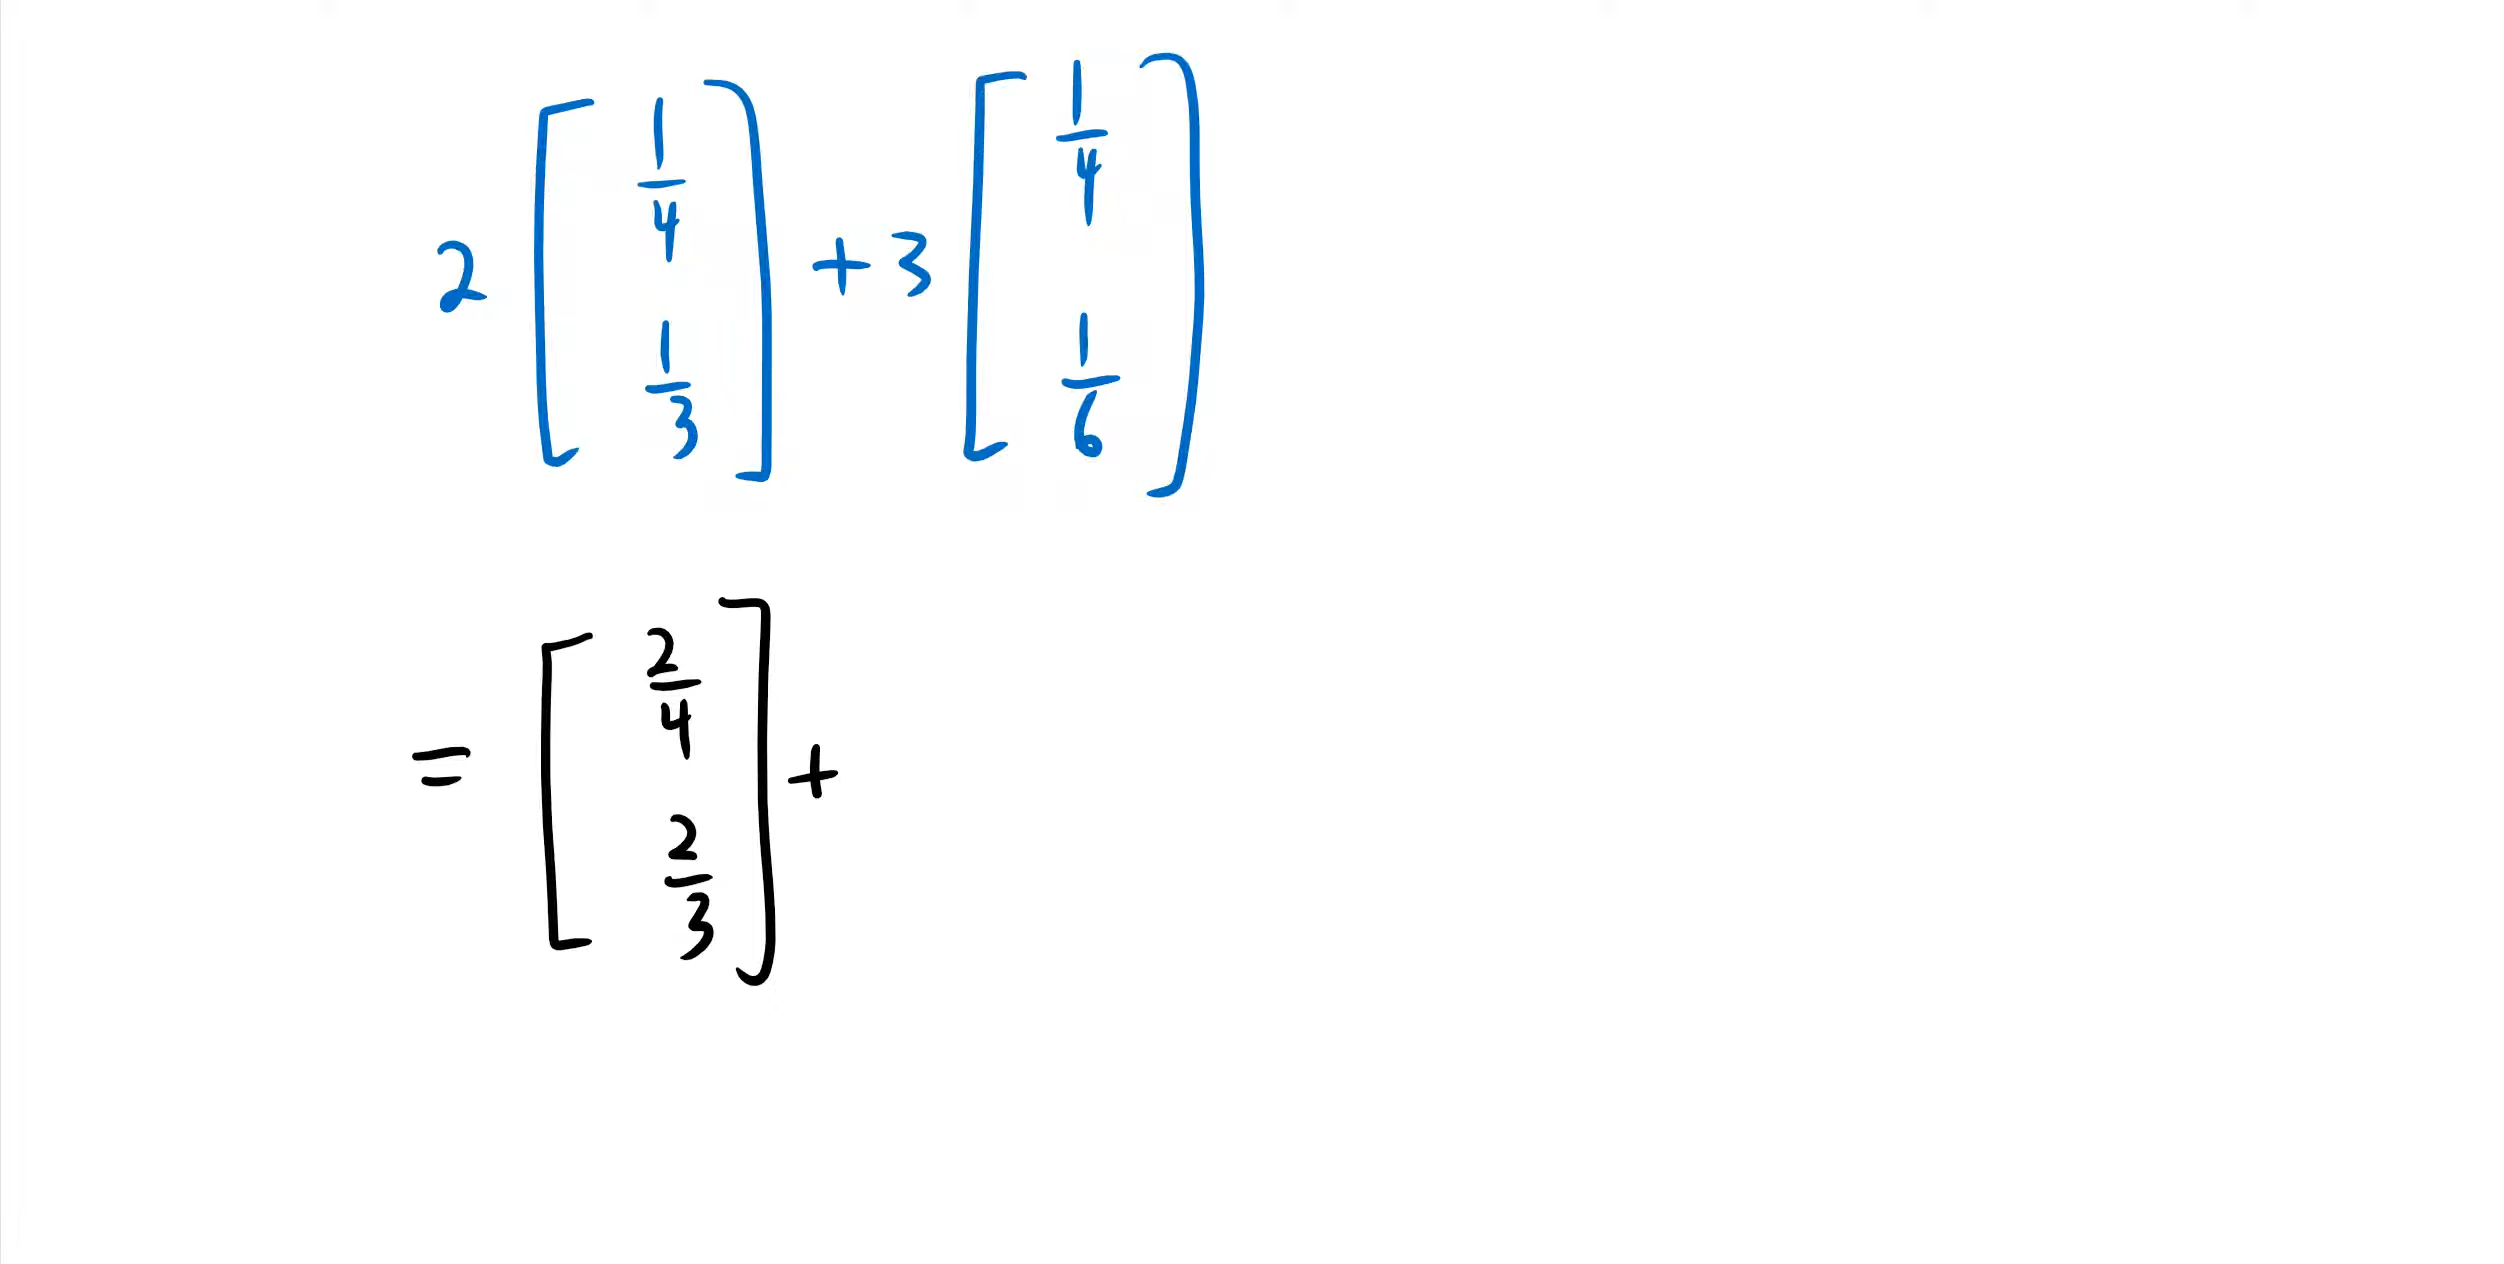 2 [ 1/4 1/3 ] + 3 [ 1/4 1/6 ]
= [ 2/4 2/3 ] +